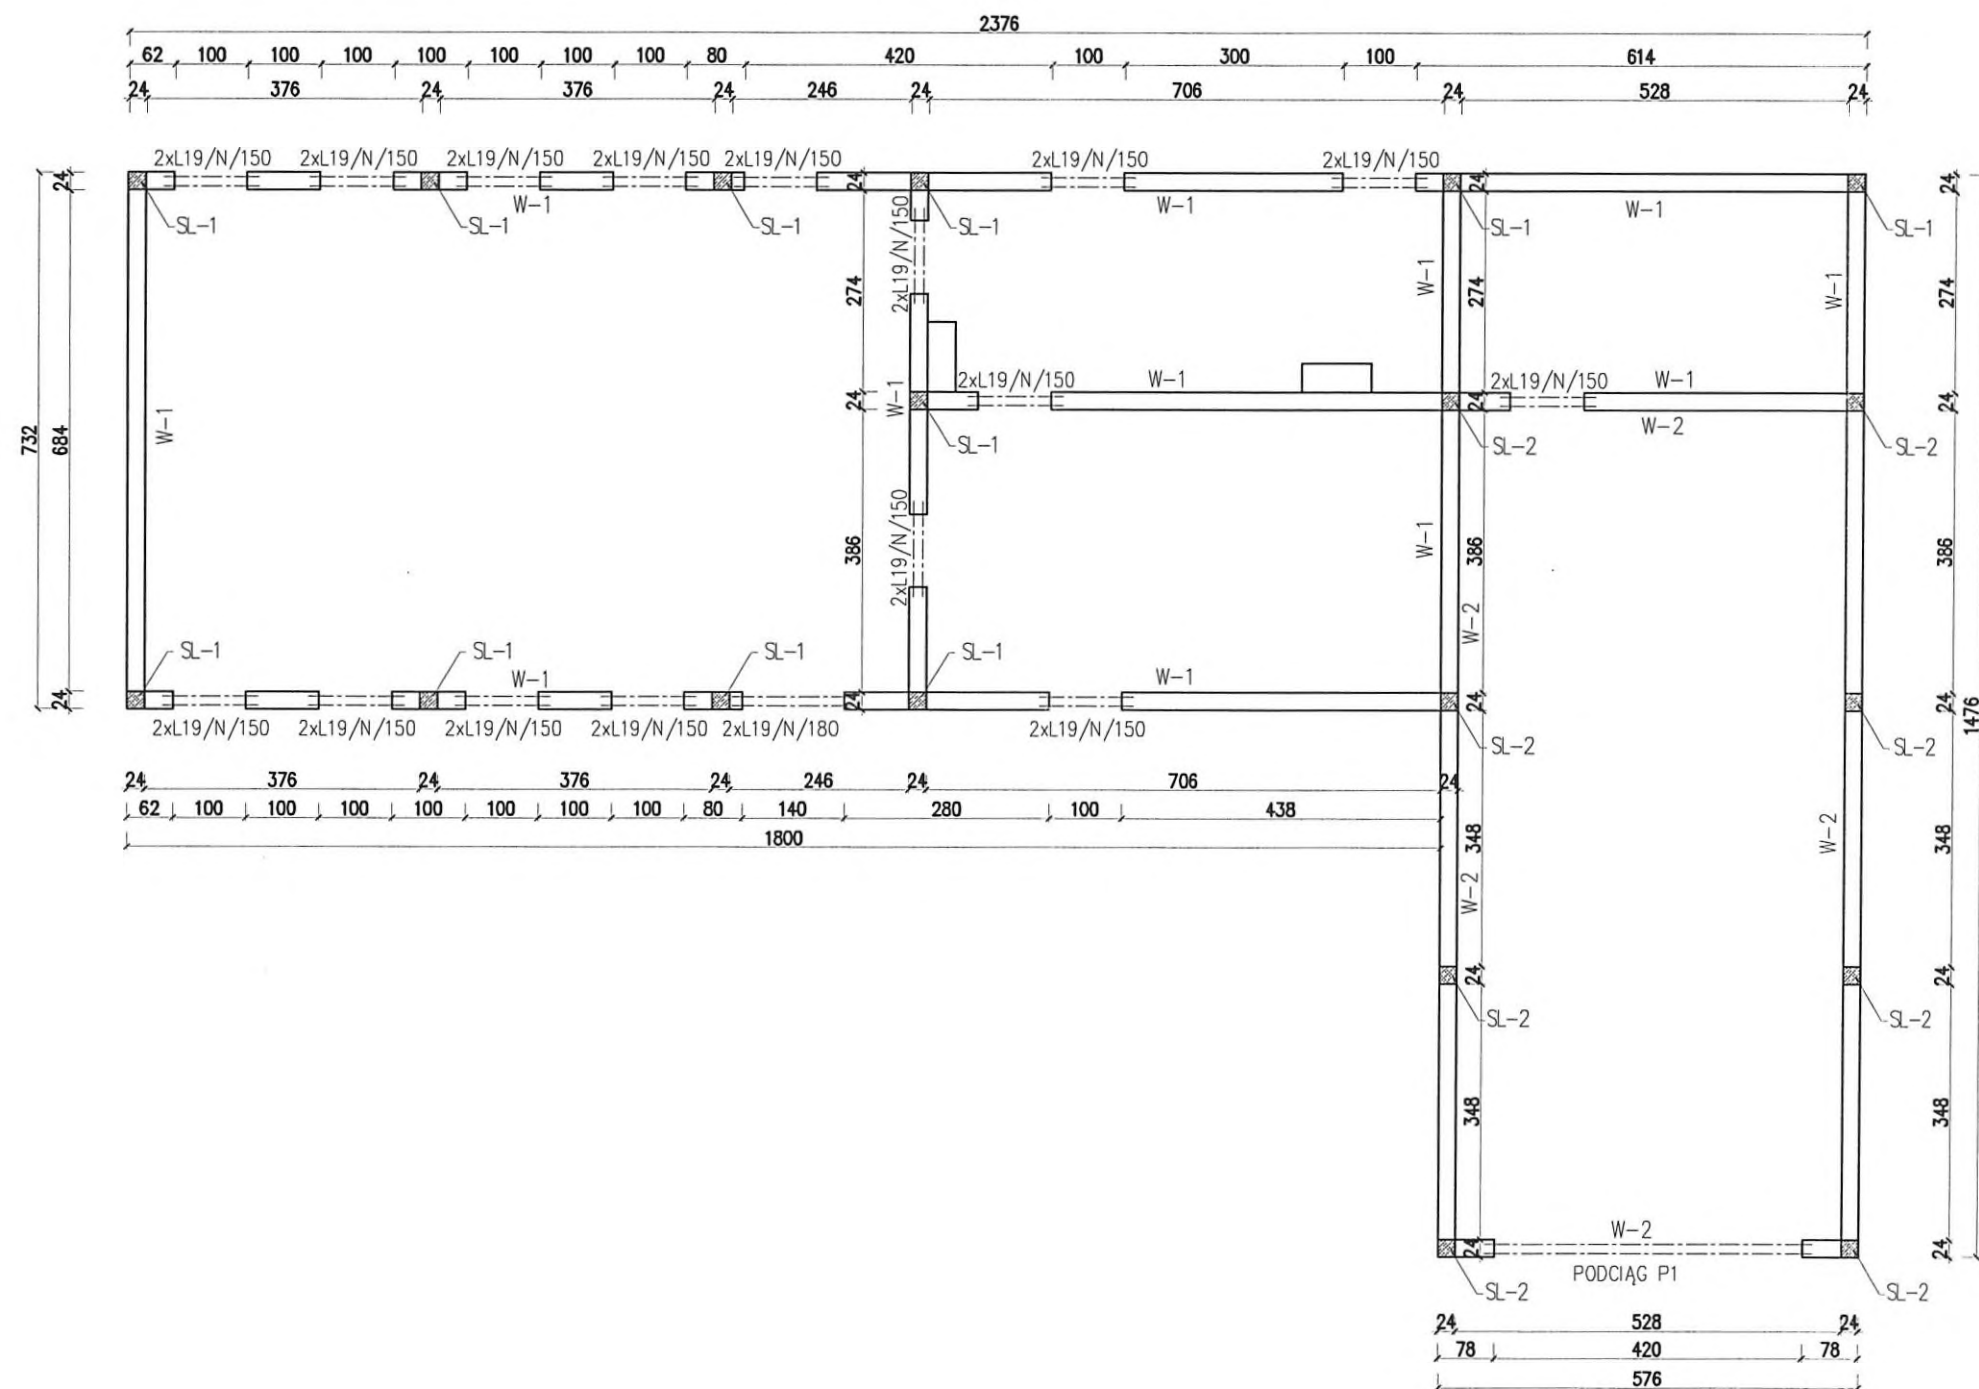 2376
62 100 100 100 100 100 100 100 80 420 100 300 100 614
24 376 24 376 24 246 24 706 24 528 24
2xL19/N/150 2xL19/N/150 2xL19/N/150 2xL19/N/150 2xL19/N/150 2xL19/N/150 2xL19/N/150
24 24 24 24
W-1 W-1 W-1
SL-1 SL-1 SL-1 SL-1 SL-1 SL-1
2xL19/N/150
W-1 W-1
274 274 274
2xL19/N/150 W-1 2xL19/N/150 W-1
24 W-1 24 24
W-1
W-2
732 684
SL-1 SL-2 SL-2
2xL19/N/150
386 W-1 386 386
W-2
SL-1 SL-1 SL-1 SL-1
W-1 W-1
24 24 24 24
2xL19/N/150 2xL19/N/150 2xL19/N/150 2xL19/N/150 2xL19/N/180 2xL19/N/150
SL-2 SL-2
1476
24 376 24 376 24 246 24 706 24
62 100 100 100 100 100 100 100 80 140 280 100 438
1800
348 W-2 348
W-2
24 24
SL-2 SL-2
348 348
W-2
24 24
PODCIĄG P1
SL-2 SL-2
24 528 24
78 420 78
576